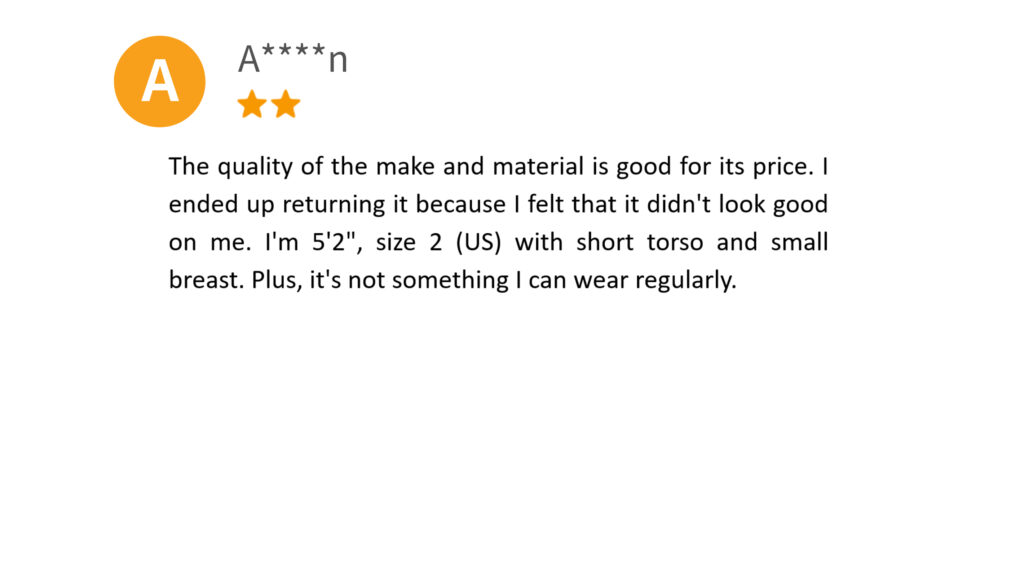 A
A****n
The quality of the make and material is good for its price. I
ended up returning it because I felt that it didn't look good
on me. I'm 5'2", size 2 (US) with short torso and small
breast. Plus, it's not something I can wear regularly.